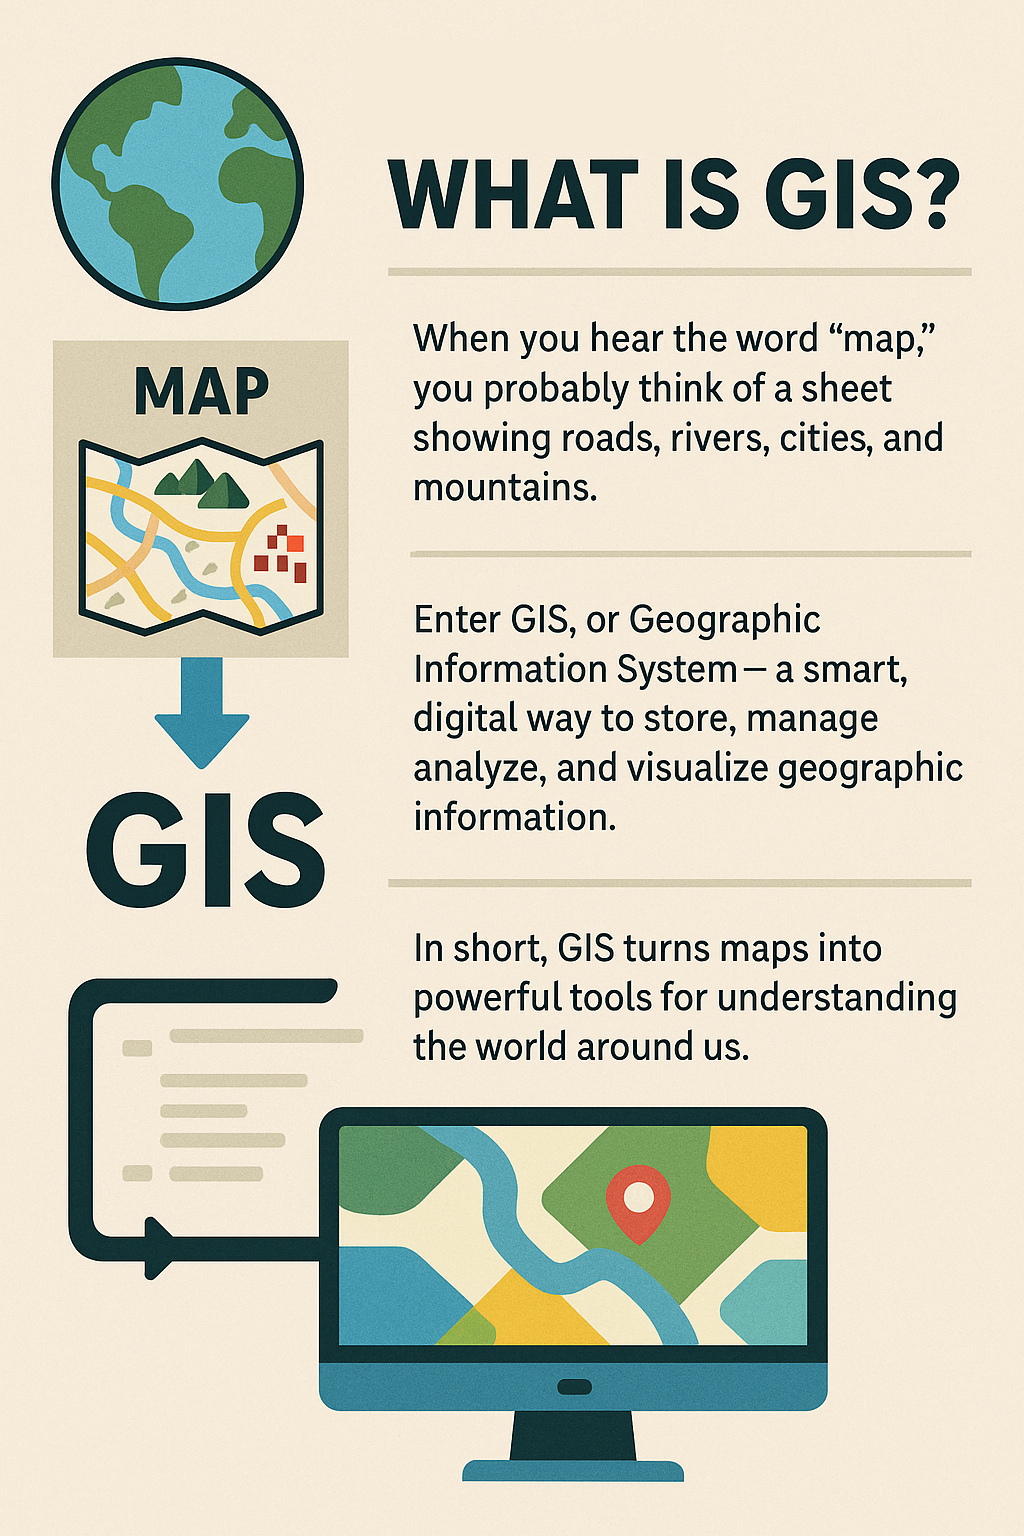 WHAT IS GIS?
MAP
When you hear the word “map,”
you probably think of a sheet
showing roads, rivers, cities, and
mountains.
Enter GIS, or Geographic
Information System — a smart,
digital way to store, manage
analyze, and visualize geographic
information.
GIS
In short, GIS turns maps into
powerful tools for understanding
the world around us.